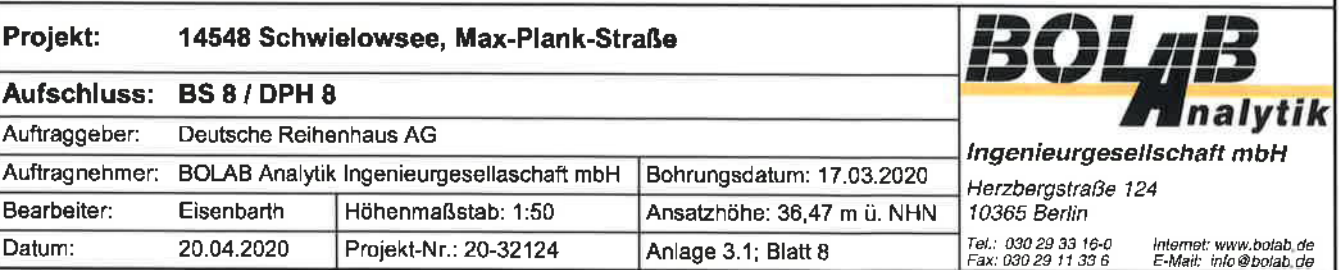 Projekt: 14548 Schwielowsee, Max-Plank-Straße
Aufschluss: BS 8 / DPH 8
Auftraggeber: Deutsche Reihenhaus AG
Auftragnehmer: BOLAB Analytik Ingenieurgesellaschaft mbH Bohrungsdatum: 17.03.2020
Bearbeiter: Eisenbarth Höhenmaßstab: 1:50 Ansatzhöhe: 36,47 m ü. NHN
Datum: 20.04.2020 Projekt-Nr.: 20-32124 Anlage 3.1; Blatt 8
BOLAB
Analytik
Ingenieurgesellschaft mbH
Herzbergstraße 124
10365 Berlin
Tel.: 030 29 33 16-0 Internet: www.bolab.de
Fax: 030 29 11 33 6 E-Mail: info@bolab.de